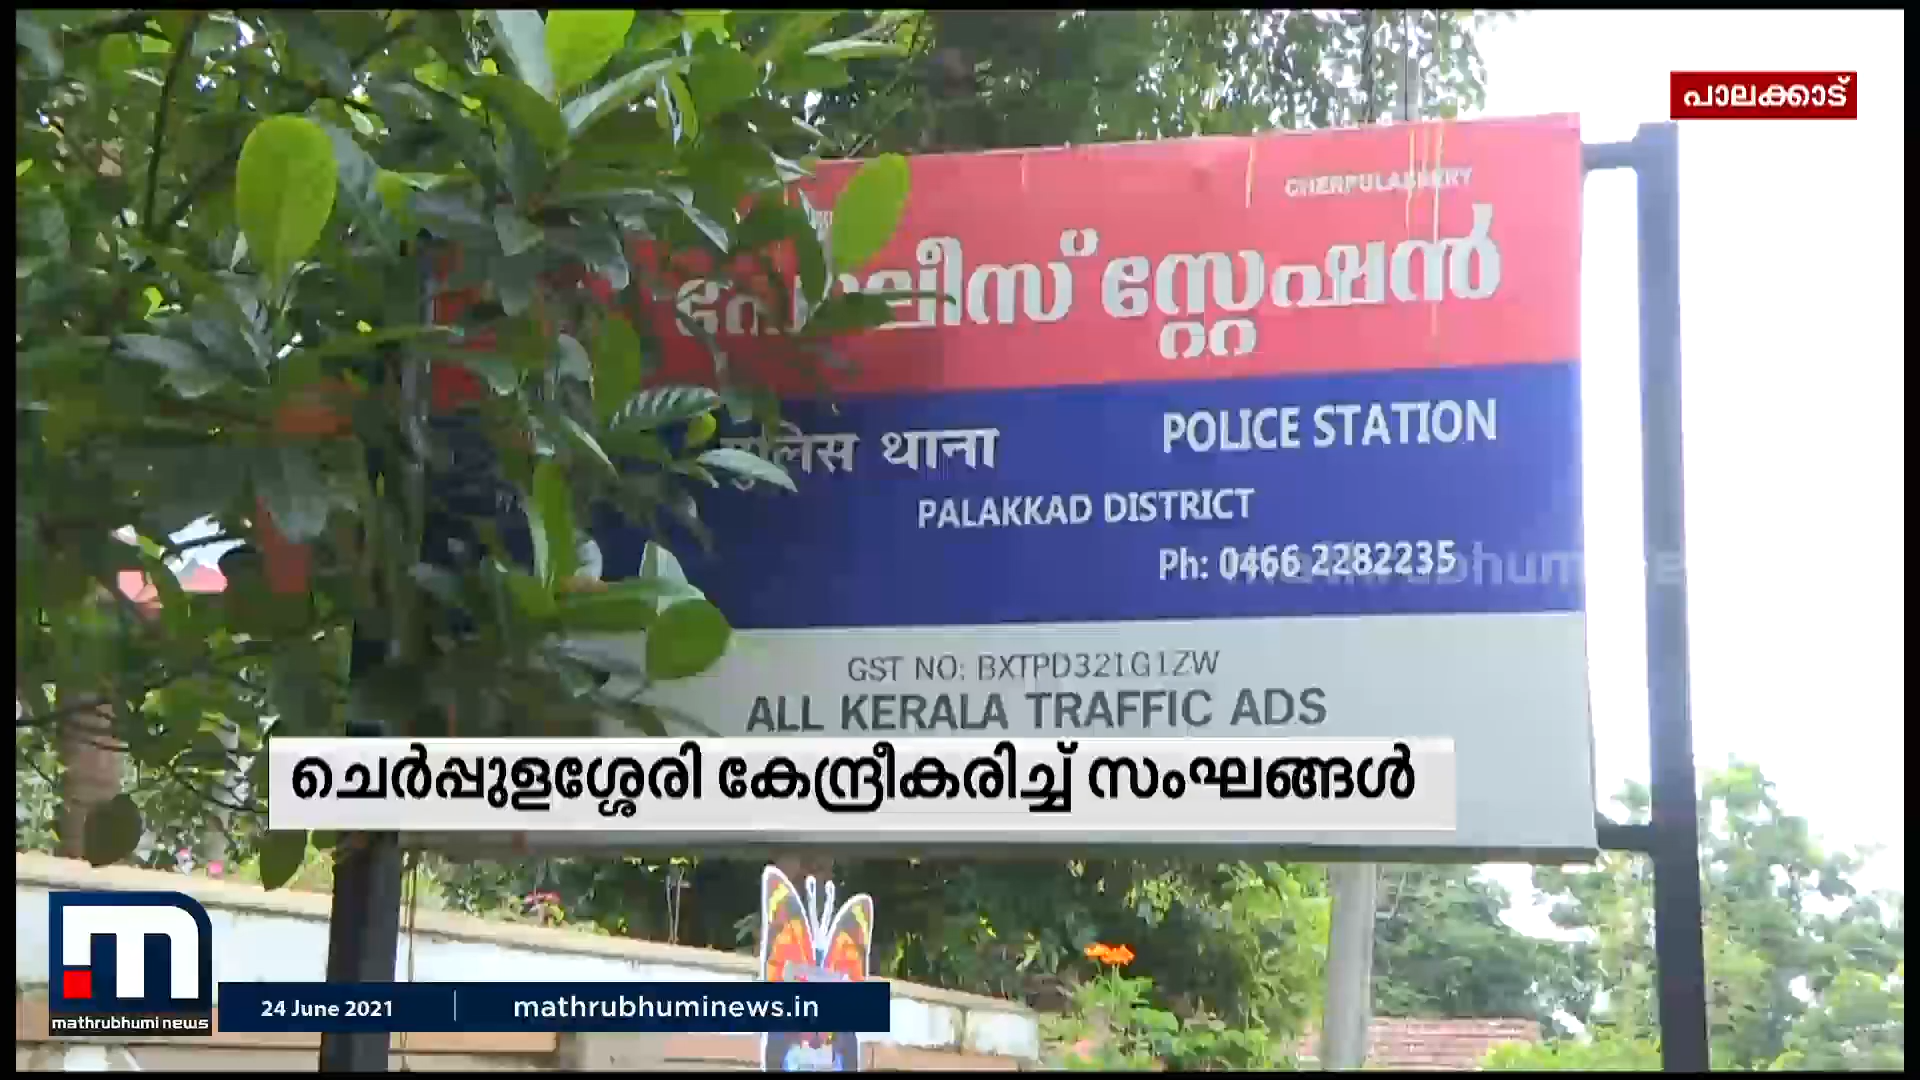 പാലക്കാട്
CHERPULASSERY
പോലീസ് സ്റ്റേഷൻ
पुलिस थाना
POLICE STATION
PALAKKAD DISTRICT
Ph: 0466 2282235
mathrubhumi
GST NO: BXTPD321G1ZW
ALL KERALA TRAFFIC ADS
ചെർപ്പുളശ്ശേരി കേന്ദ്രീകരിച്ച് സംഘങ്ങൾ
mathrubhumi news
24 June 2021
mathrubhuminews.in